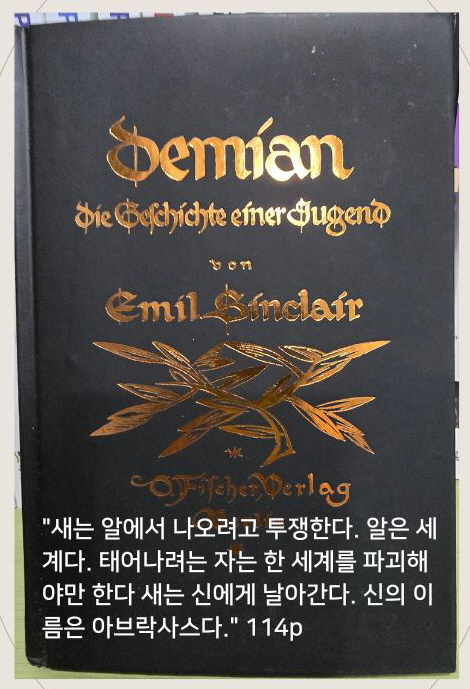 Demian
Die Geschichte einer Jugend
von
Emil Sinclair
S. Fischer Verlag
Berlin
"새는 알에서 나오려고 투쟁한다. 알은 세
계다. 태어나려는 자는 한 세계를 파괴해
야만 한다 새는 신에게 날아간다. 신의 이
름은 아브락사스다." 114p